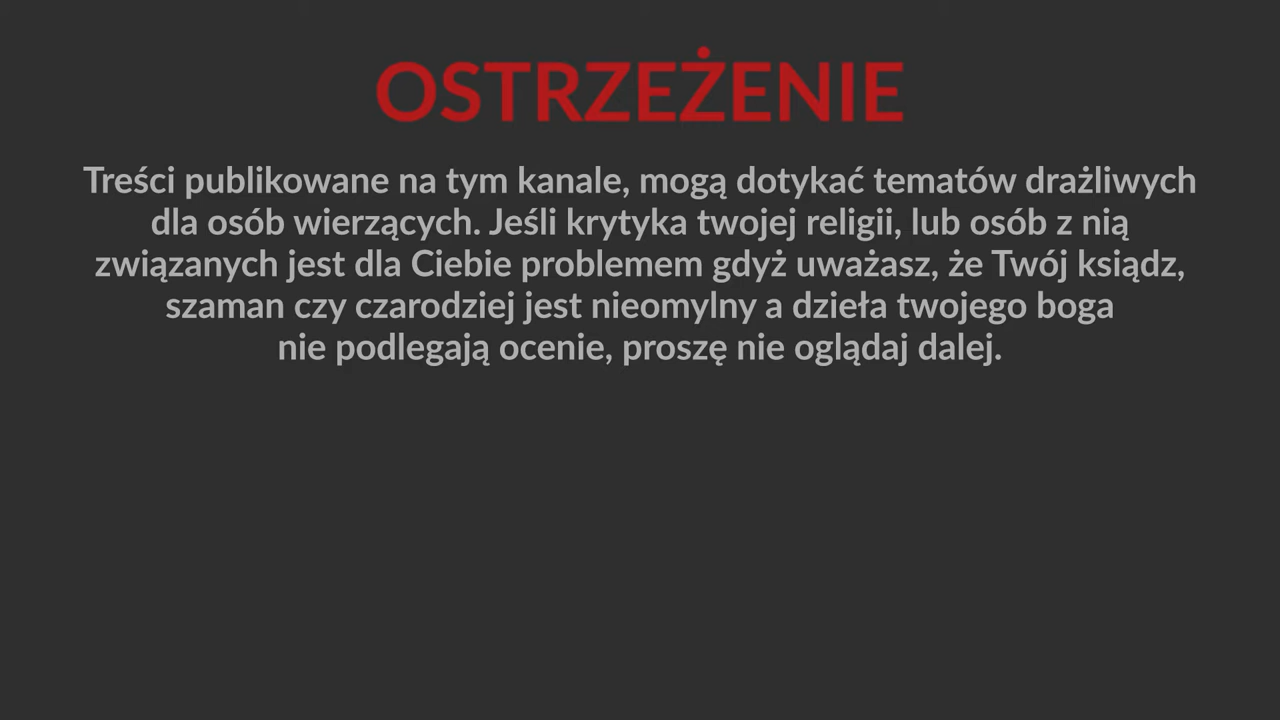 OSTRZEŻENIE
Treści publikowane na tym kanale, mogą dotykać tematów drażliwych
dla osób wierzących. Jeśli krytyka twojej religii, lub osób z nią
związanych jest dla Ciebie problemem gdyż uważasz, że Twój ksiądz,
szaman czy czarodziej jest nieomylny a dzieła twojego boga
nie podlegają ocenie, proszę nie oglądaj dalej.